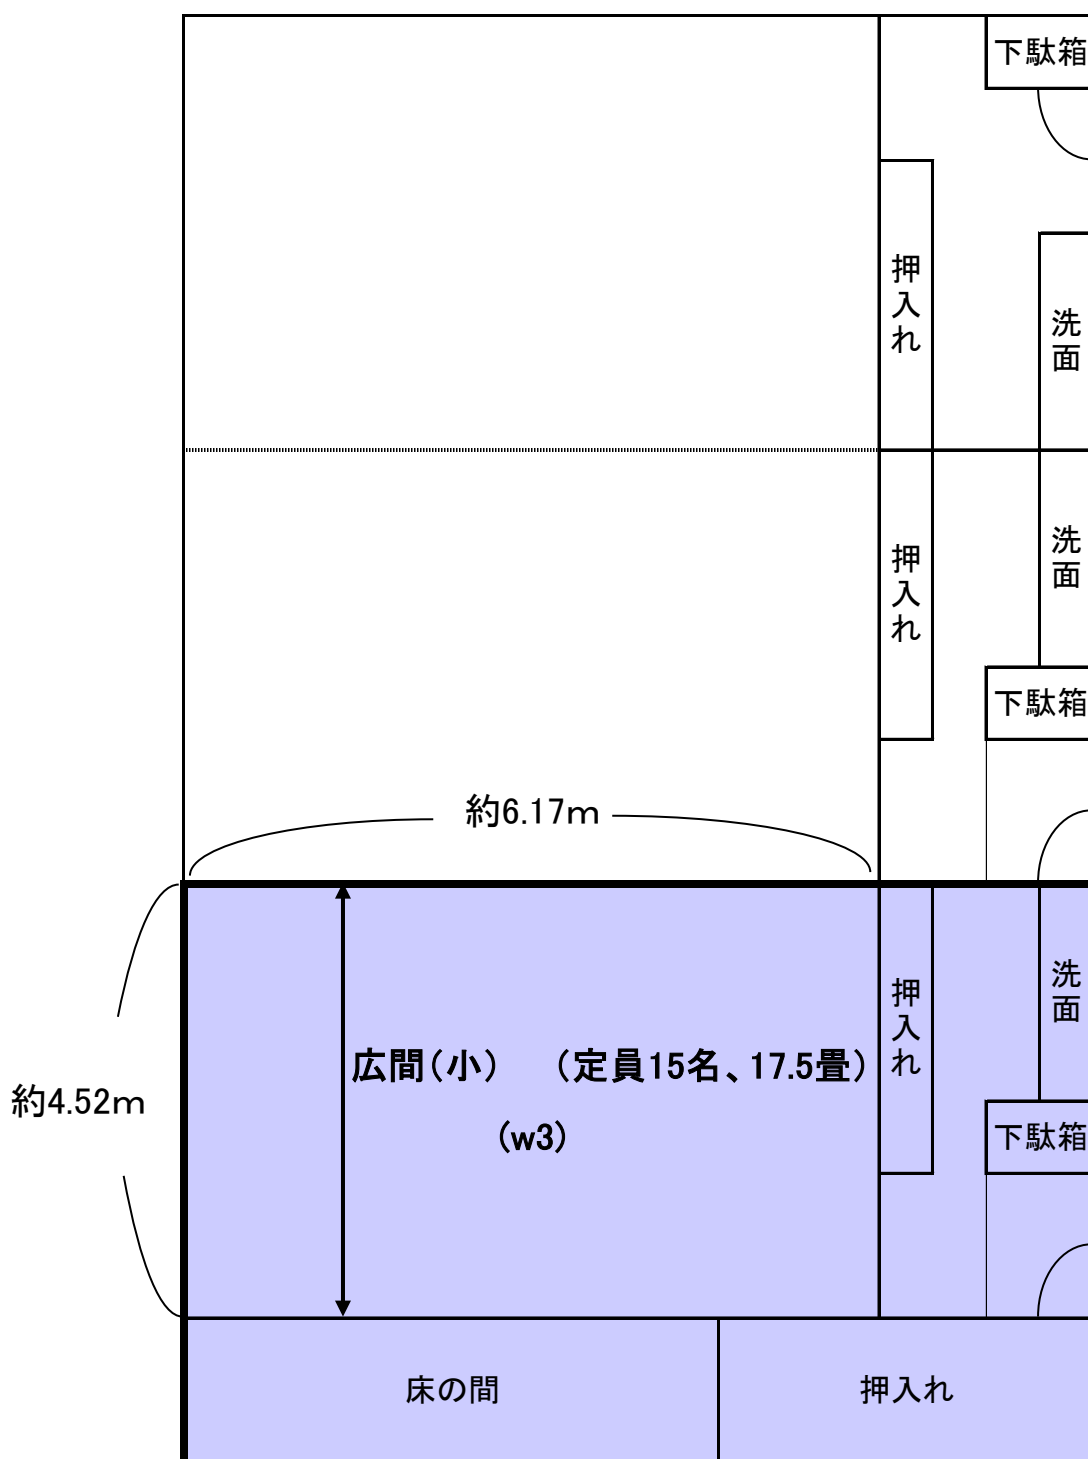 下駄箱
押入れ
洗面
押入れ
洗面
下駄箱
約6.17m
押入れ
洗面
広間(小) (定員15名、17.5畳)
約4.52m
(w3)
下駄箱
床の間
押入れ